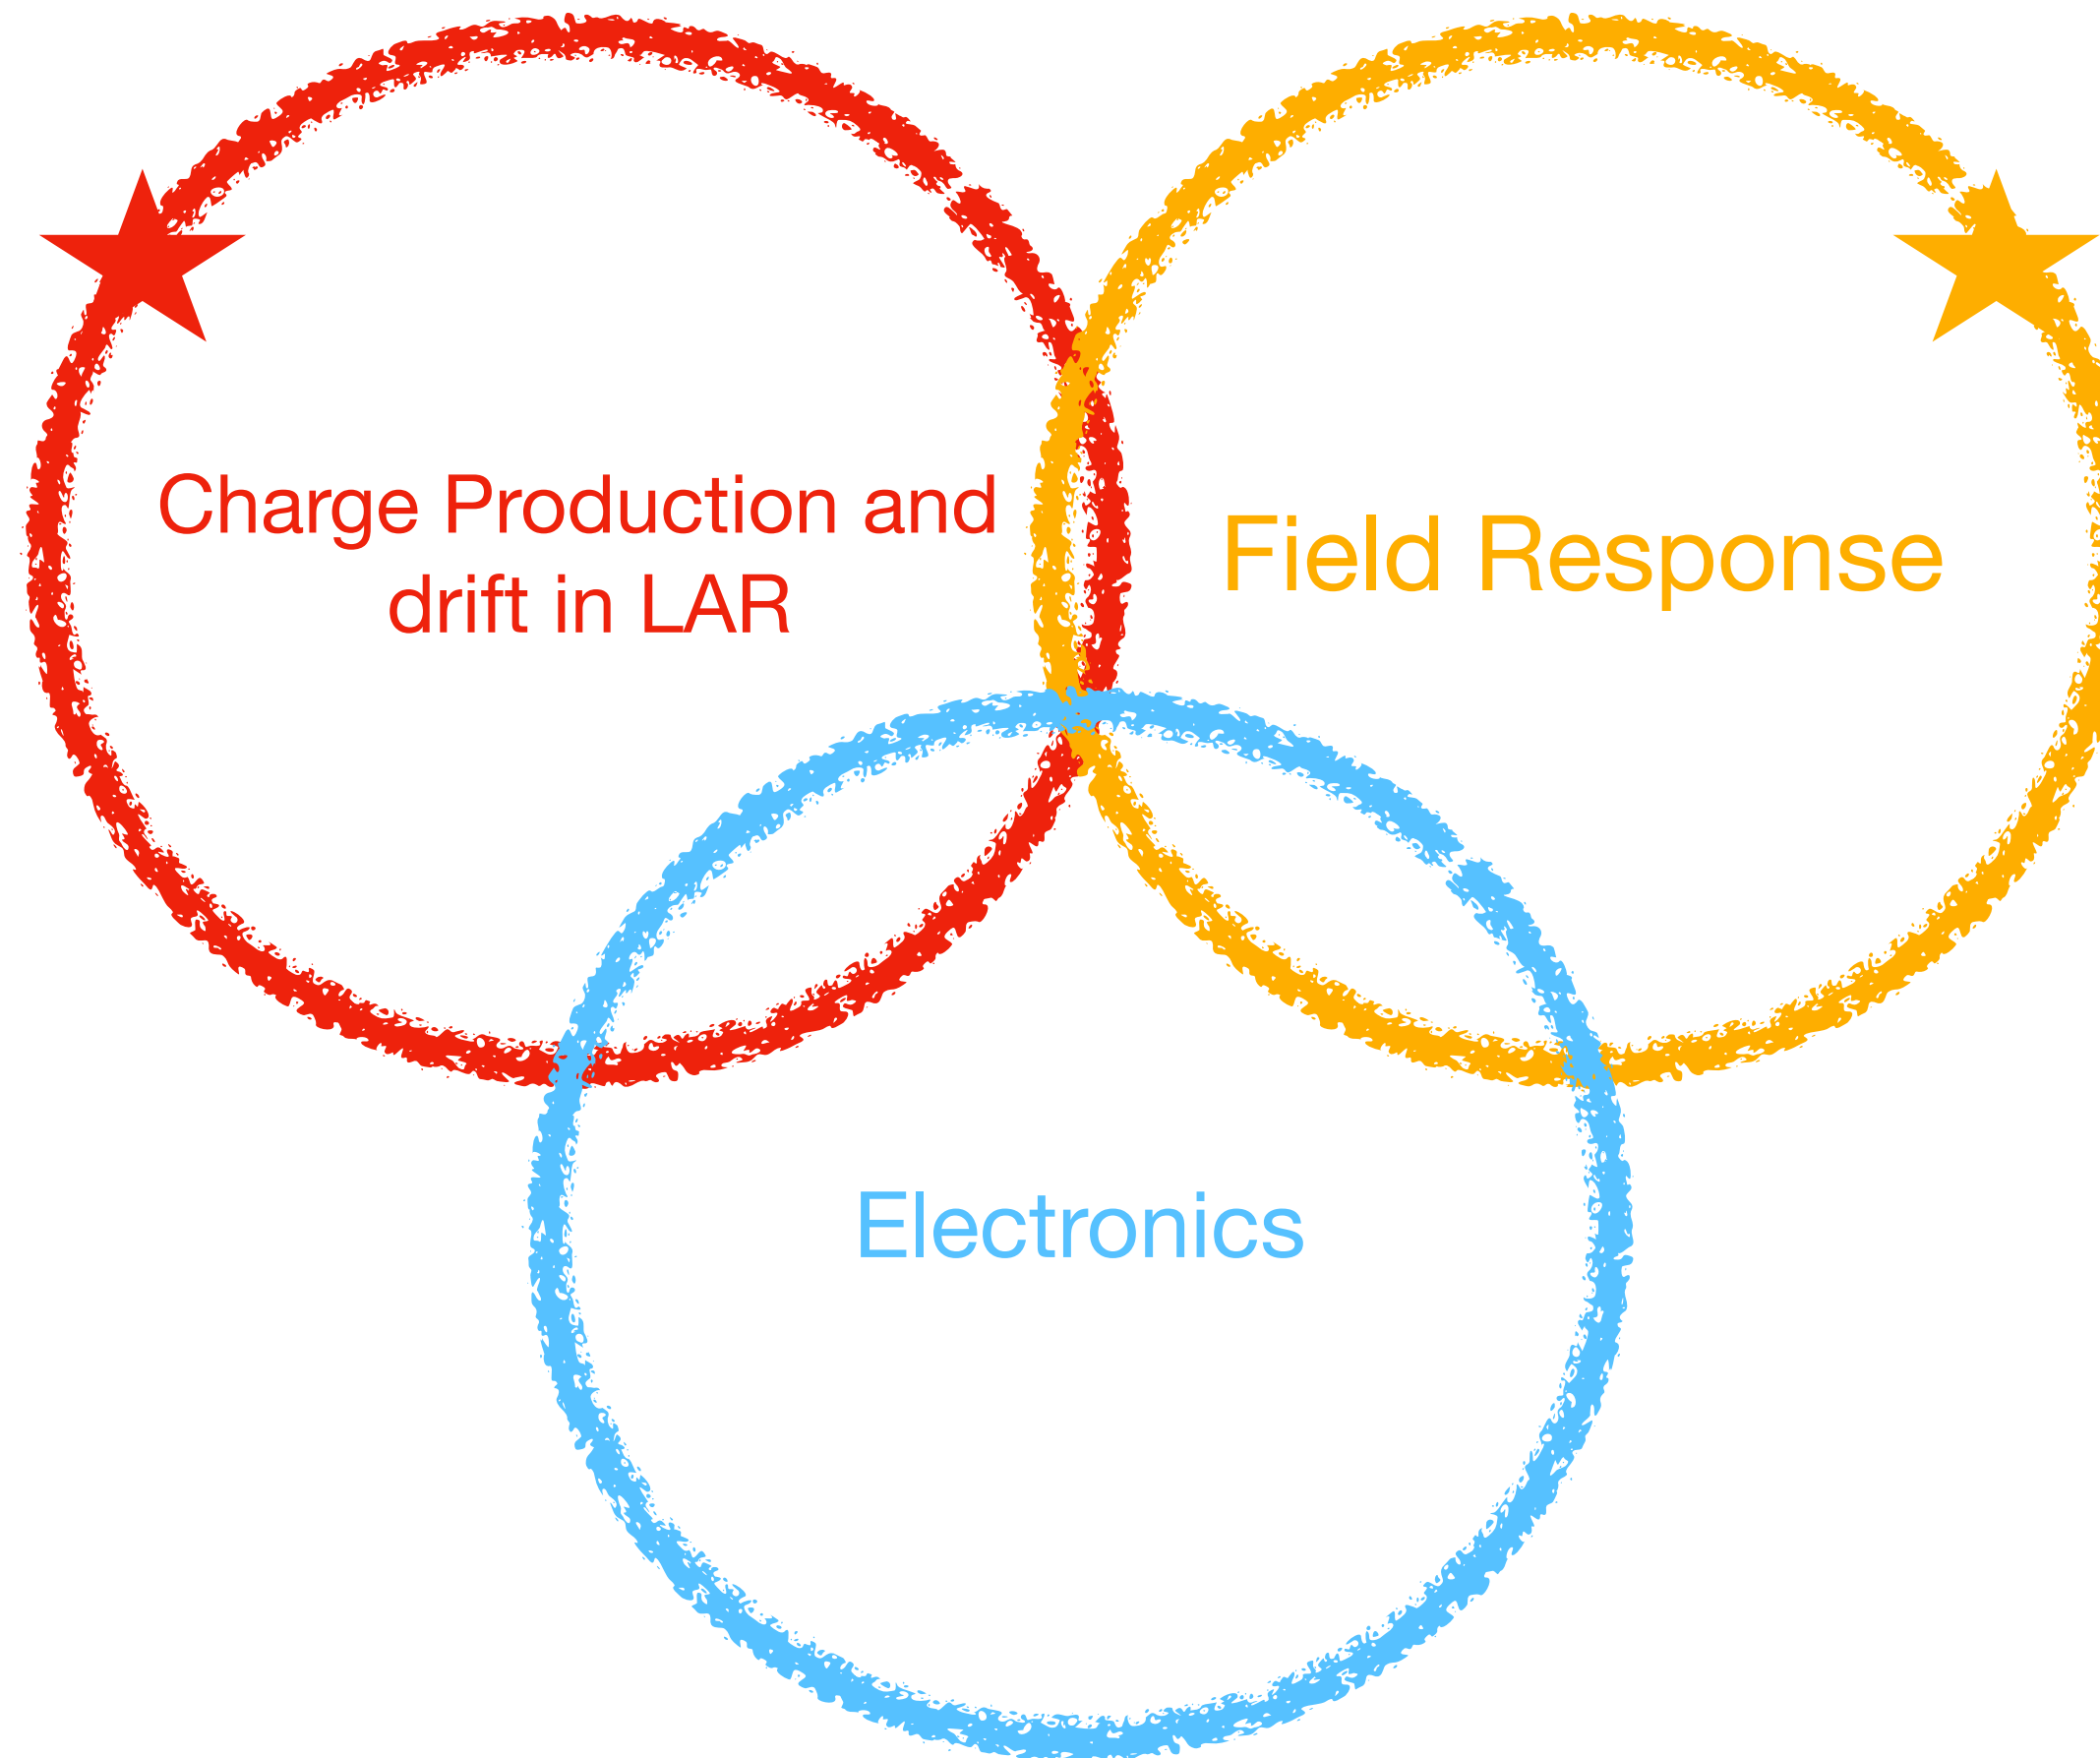 Charge Production and
drift in LAR
Field Response
Electronics